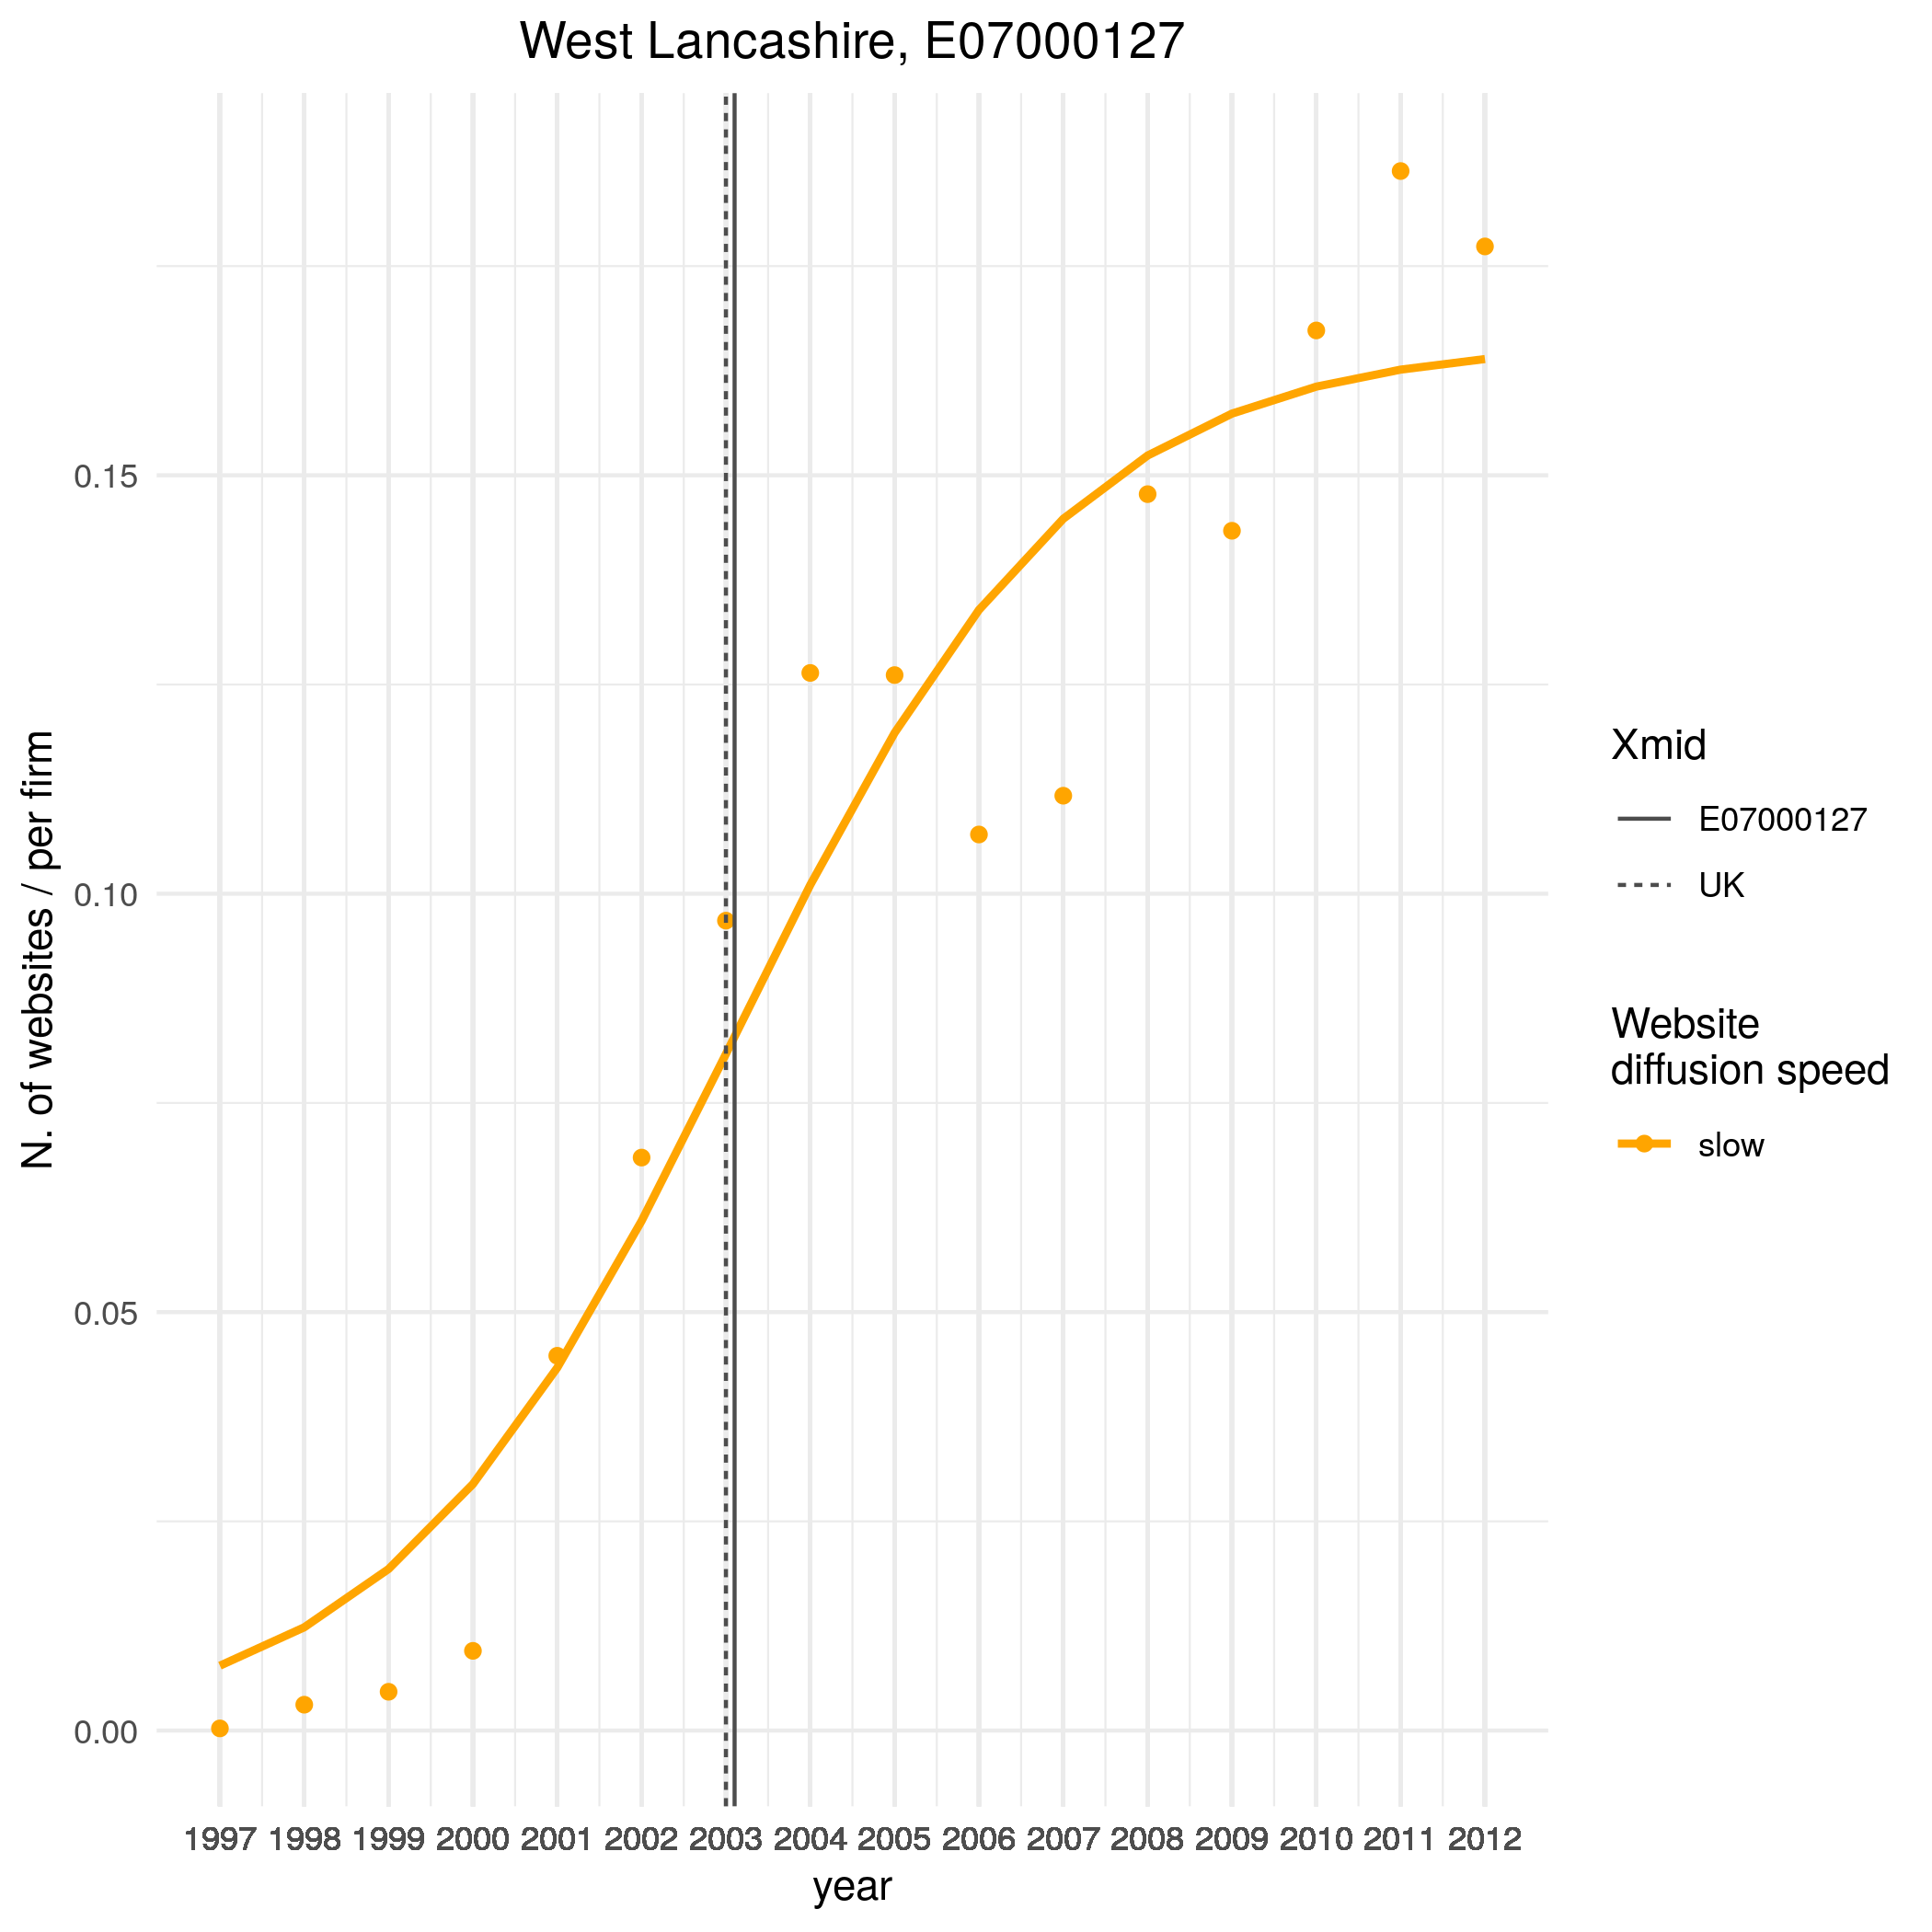 West Lancashire, E07000127
N. of websites / per firm
0.15
0.10
0.05
0.00
1997 1998 1999 2000 2001 2002 2003 2004 2005 2006 2007 2008 2009 2010 2011 2012
year
Xmid
E07000127
UK
Website
diffusion speed
slow